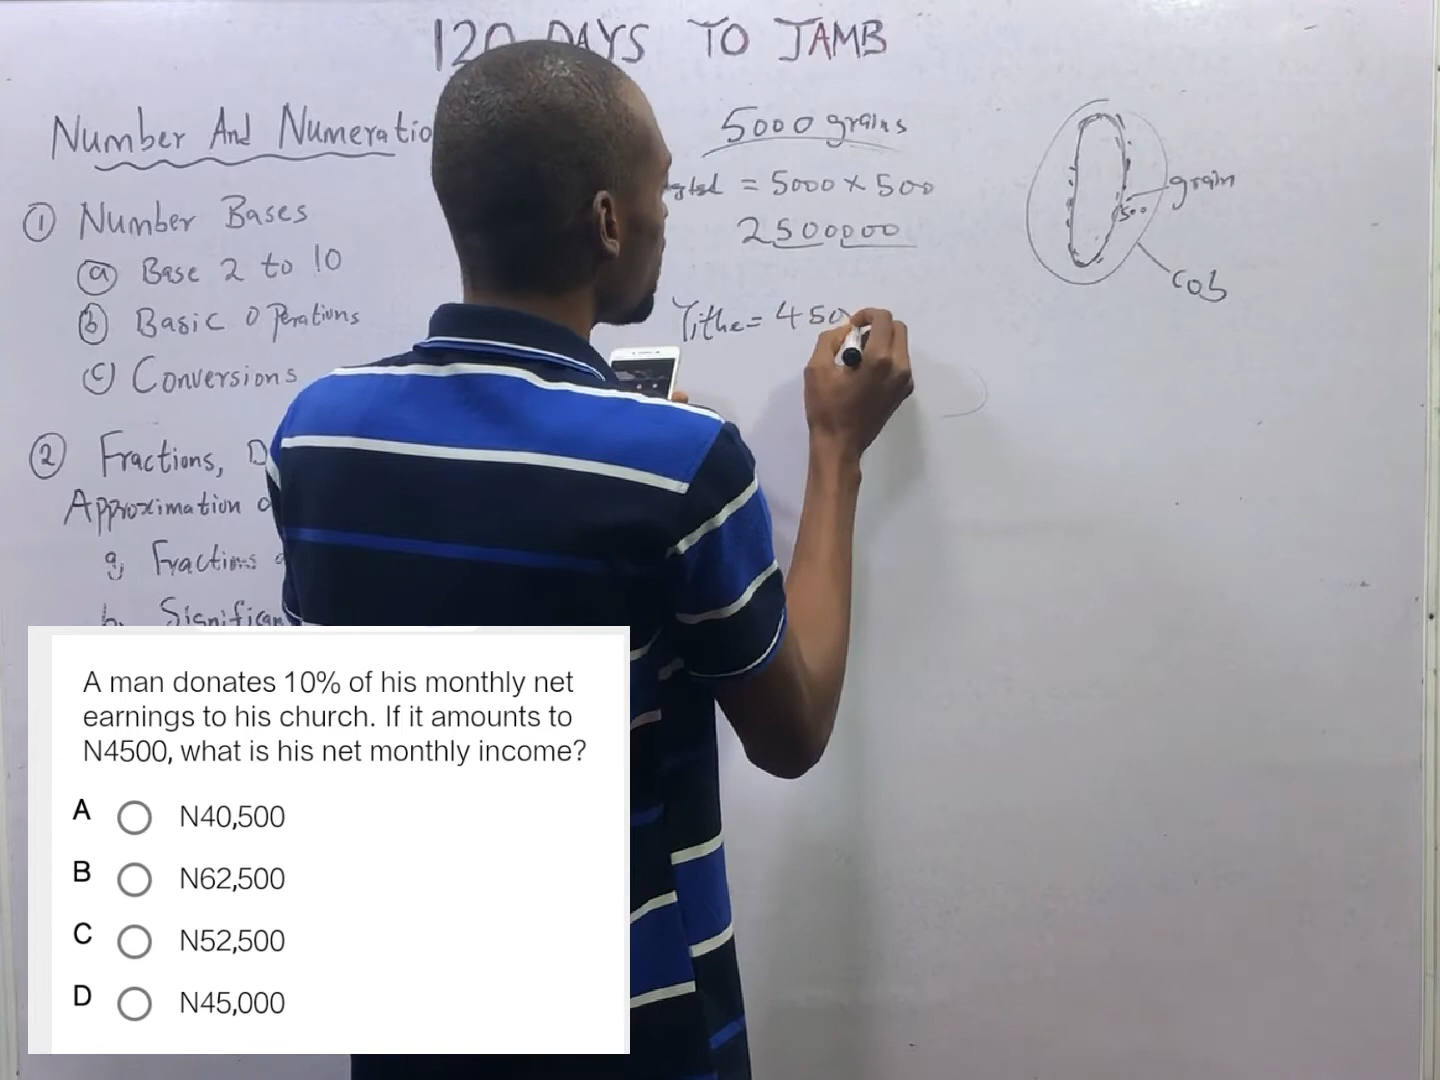 120 DAYS TO JAMB
Number And Numeratio
① Number Bases
ⓐ Base 2 to 10
ⓑ Basic Operations
ⓒ Conversions
② Fractions, D
Approximation
a, Fractions
b, Significan
5000 grains
= 5000 × 500
2500000
Tithe = 450
grain
500
cob
A man donates 10% of his monthly net
earnings to his church. If it amounts to
N4500, what is his net monthly income?
A N40,500
B N62,500
C N52,500
D N45,000